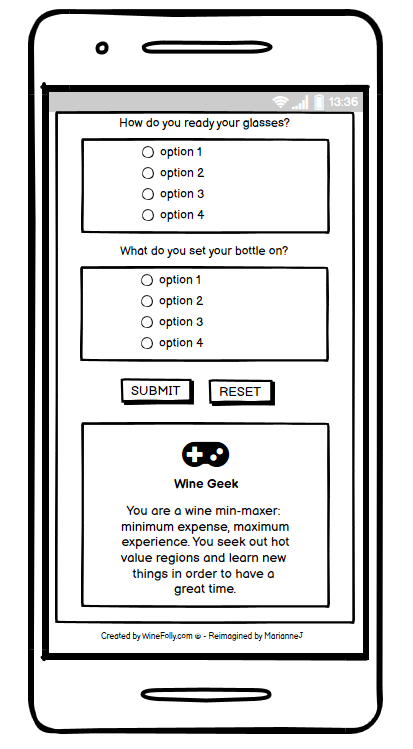 13:36
How do you ready your glasses?
option 1
option 2
option 3
option 4
What do you set your bottle on?
option 1
option 2
option 3
option 4
SUBMIT RESET
Wine Geek
You are a wine min-maxer:
minimum expense, maximum
experience. You seek out hot
value regions and learn new
things in order to have a
great time.
Created by WineFolly.com © - Reimagined by MarianneJ